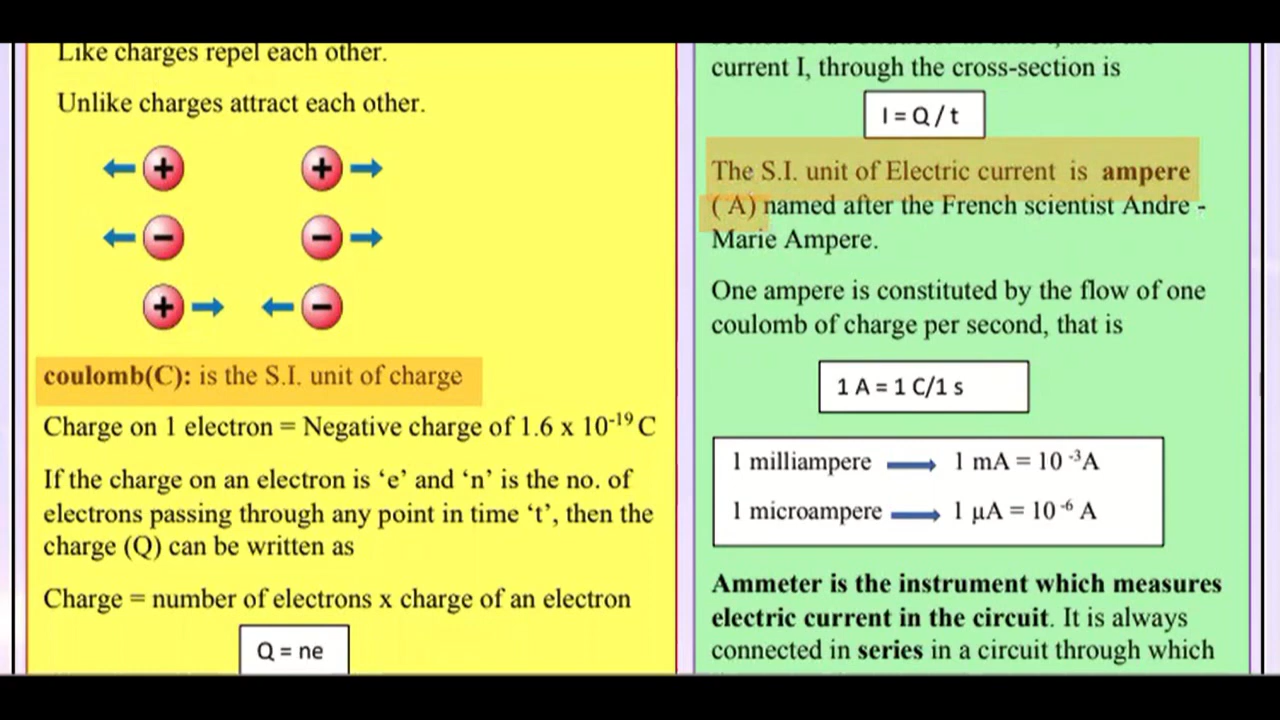 Like charges repel each other.
Unlike charges attract each other.
+ +
− −
+ −
coulomb(C): is the S.I. unit of charge
Charge on 1 electron = Negative charge of 1.6 x 10⁻¹⁹ C
If the charge on an electron is ‘e’ and ‘n’ is the no. of
electrons passing through any point in time ‘t’, then the
charge (Q) can be written as
Charge = number of electrons x charge of an electron
Q = ne
current I, through the cross-section is
I = Q / t
The S.I. unit of Electric current is ampere
( A) named after the French scientist Andre -
Marie Ampere.
One ampere is constituted by the flow of one
coulomb of charge per second, that is
1 A = 1 C/1 s
1 milliampere 1 mA = 10 ⁻³A
1 microampere 1 µA = 10 ⁻⁶ A
Ammeter is the instrument which measures
electric current in the circuit. It is always
connected in series in a circuit through which